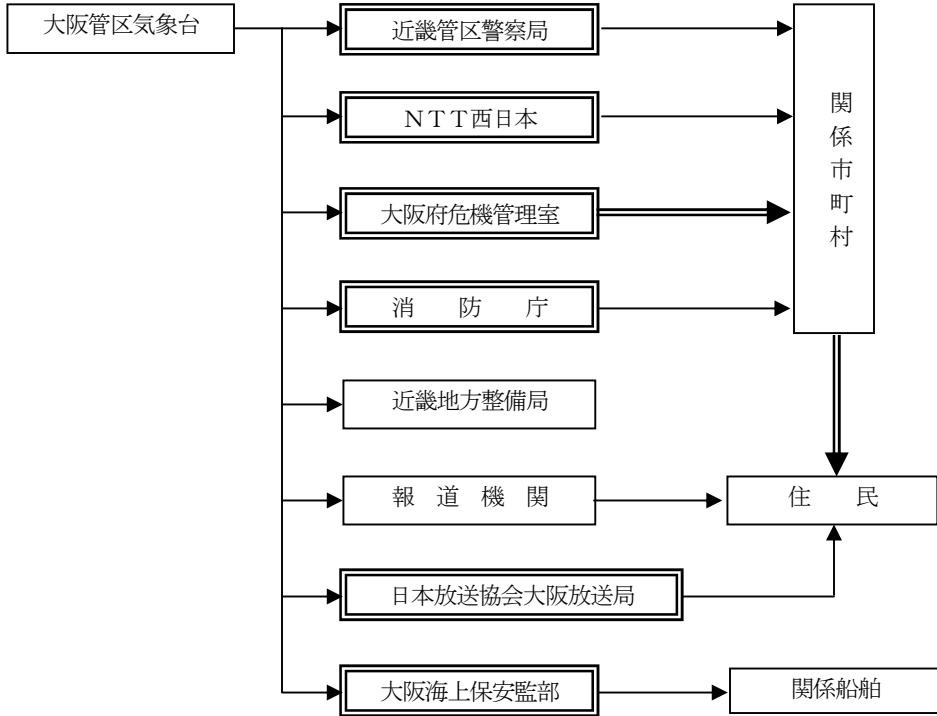 大阪管区気象台
近畿管区警察局
ＮＴＴ西日本
大阪府危機管理室
消　防　庁
近畿地方整備局
報　道　機　関
日本放送協会大阪放送局
大阪海上保安監部
関係市町村
住　民
関係船舶